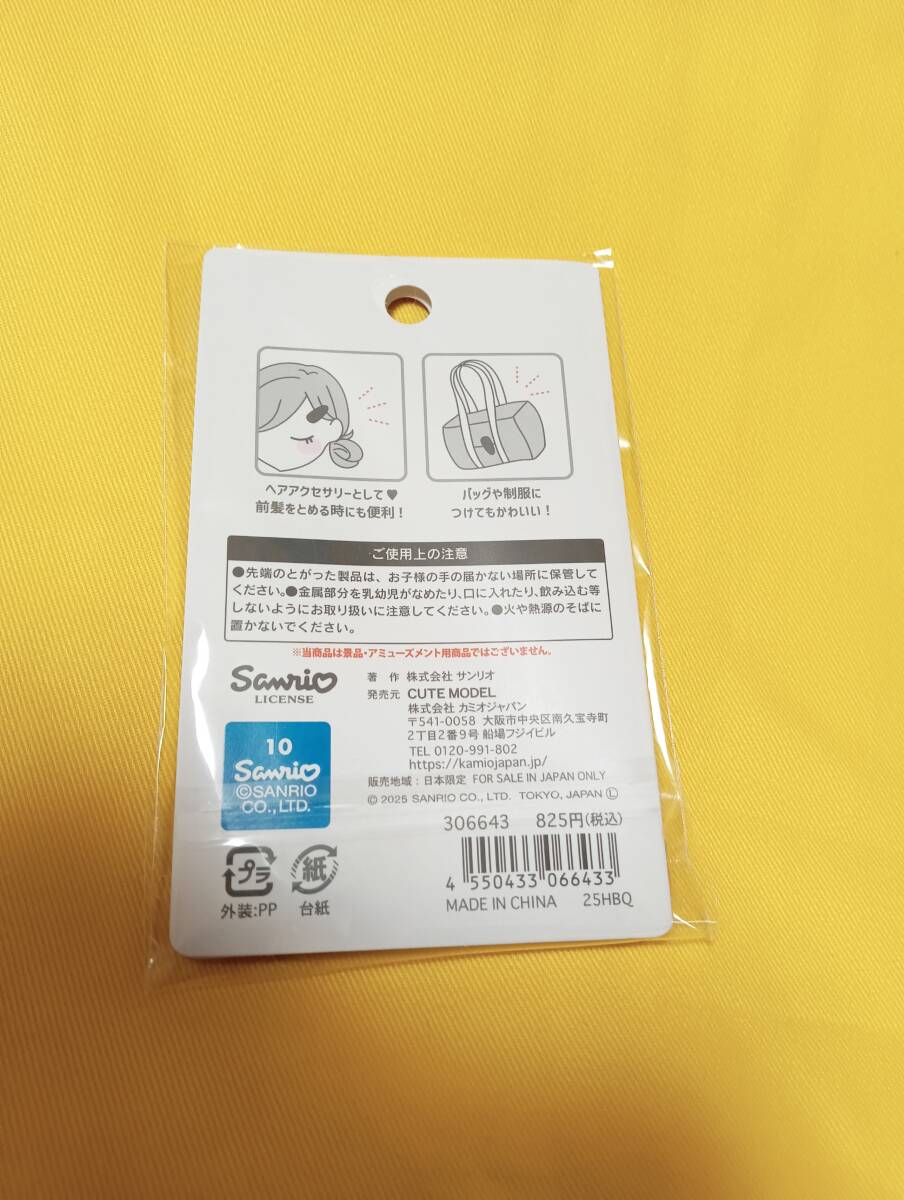 ヘアアクセサリーとして♥
前髪をとめる時にも便利!
バッグや制服に
つけてもかわいい!
ご使用上の注意
●先端のとがった製品は、お子様の手の届かない場所に保管して
ください。●金属部分を乳幼児がなめたり、口に入れたり、飲み込む等
しないようにお取り扱いに注意してください。●火や熱源のそばに
置かないでください。
※当商品は景品・アミューズメント用商品ではございません。
Sanrio
LICENSE
著 作 株式会社 サンリオ
発売元 CUTE MODEL
株式会社 カミオジャパン
〒541-0058 大阪市中央区南久宝寺町
2丁目2番9号 船場フジイビル
TEL 0120-991-802
https://kamiojapan.jp/
販売地域:日本限定 FOR SALE IN JAPAN ONLY
© 2025 SANRIO CO., LTD. TOKYO, JAPAN Ⓛ
10
Sanrio
©SANRIO
CO., LTD.
306643 825円(税込)
4 550433 066433
MADE IN CHINA 25HBQ
プラ
外装:PP
紙
台紙